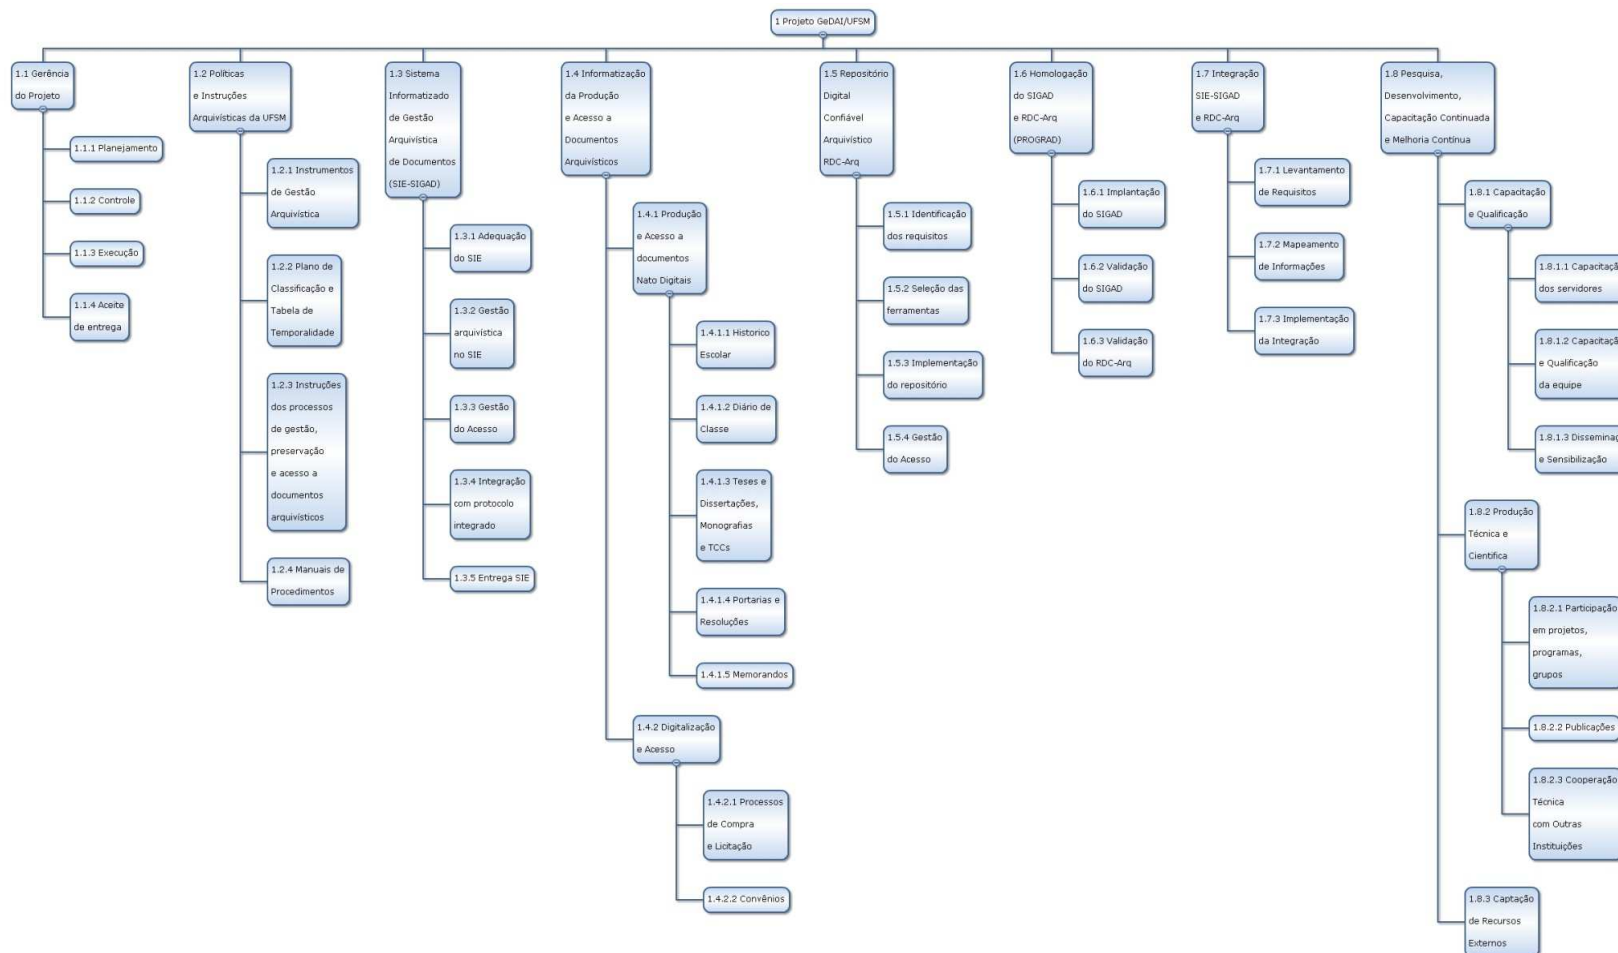 1 Projeto GeDAI/UFSM
1.1 Gerência
do Projeto
1.1.1 Planejamento
1.1.2 Controle
1.1.3 Execução
1.1.4 Aceite
de entrega
1.2 Políticas
e Instruções
Arquivísticas da UFSM
1.2.1 Instrumentos
de Gestão
Arquivística
1.2.2 Plano de
Classificação e
Tabela de
Temporalidade
1.2.3 Instruções
dos processos
de gestão,
preservação
e acesso a
documentos
arquivísticos
1.2.4 Manuais de
Procedimentos
1.3 Sistema
Informatizado
de Gestão
Arquivística
de Documentos
(SIE-SIGAD)
1.3.1 Adequação
do SIE
1.3.2 Gestão
arquivística
no SIE
1.3.3 Gestão
do Acesso
1.3.4 Integração
com protocolo
integrado
1.3.5 Entrega SIE
1.4 Informatização
da Produção
e Acesso a
Documentos
Arquivísticos
1.4.1 Produção
e Acesso a
documentos
Nato Digitais
1.4.1.1 Historico
Escolar
1.4.1.2 Diário de
Classe
1.4.1.3 Teses e
Dissertações,
Monografias
e TCCs
1.4.1.4 Portarias e
Resoluções
1.4.1.5 Memorandos
1.4.2 Digitalização
e Acesso
1.4.2.1 Processos
de Compra
e Licitação
1.4.2.2 Convênios
1.5 Repositório
Digital
Confiável
Arquivístico
RDC-Arq
1.5.1 Identificação
dos requisitos
1.5.2 Seleção das
ferramentas
1.5.3 Implementação
do repositório
1.5.4 Gestão
do Acesso
1.6 Homologação
do SIGAD
e RDC-Arq
(PROGRAD)
1.6.1 Implantação
do SIGAD
1.6.2 Validação
do SIGAD
1.6.3 Validação
do RDC-Arq
1.7 Integração
SIE-SIGAD
e RDC-Arq
1.7.1 Levantamento
de Requisitos
1.7.2 Mapeamento
de Informações
1.7.3 Implementação
da Integração
1.8 Pesquisa,
Desenvolvimento,
Capacitação Continuada
e Melhoria Contínua
1.8.1 Capacitação
e Qualificação
1.8.1.1 Capacitaçã
dos servidores
1.8.1.2 Capacitaçã
e Qualificação
da equipe
1.8.1.3 Disseminaç
e Sensibilização
1.8.2 Produção
Técnica e
Científica
1.8.2.1 Participação
em projetos,
programas,
grupos
1.8.2.2 Publicações
1.8.2.3 Cooperação
Técnica
com Outras
Instituições
1.8.3 Captação
de Recursos
Externos